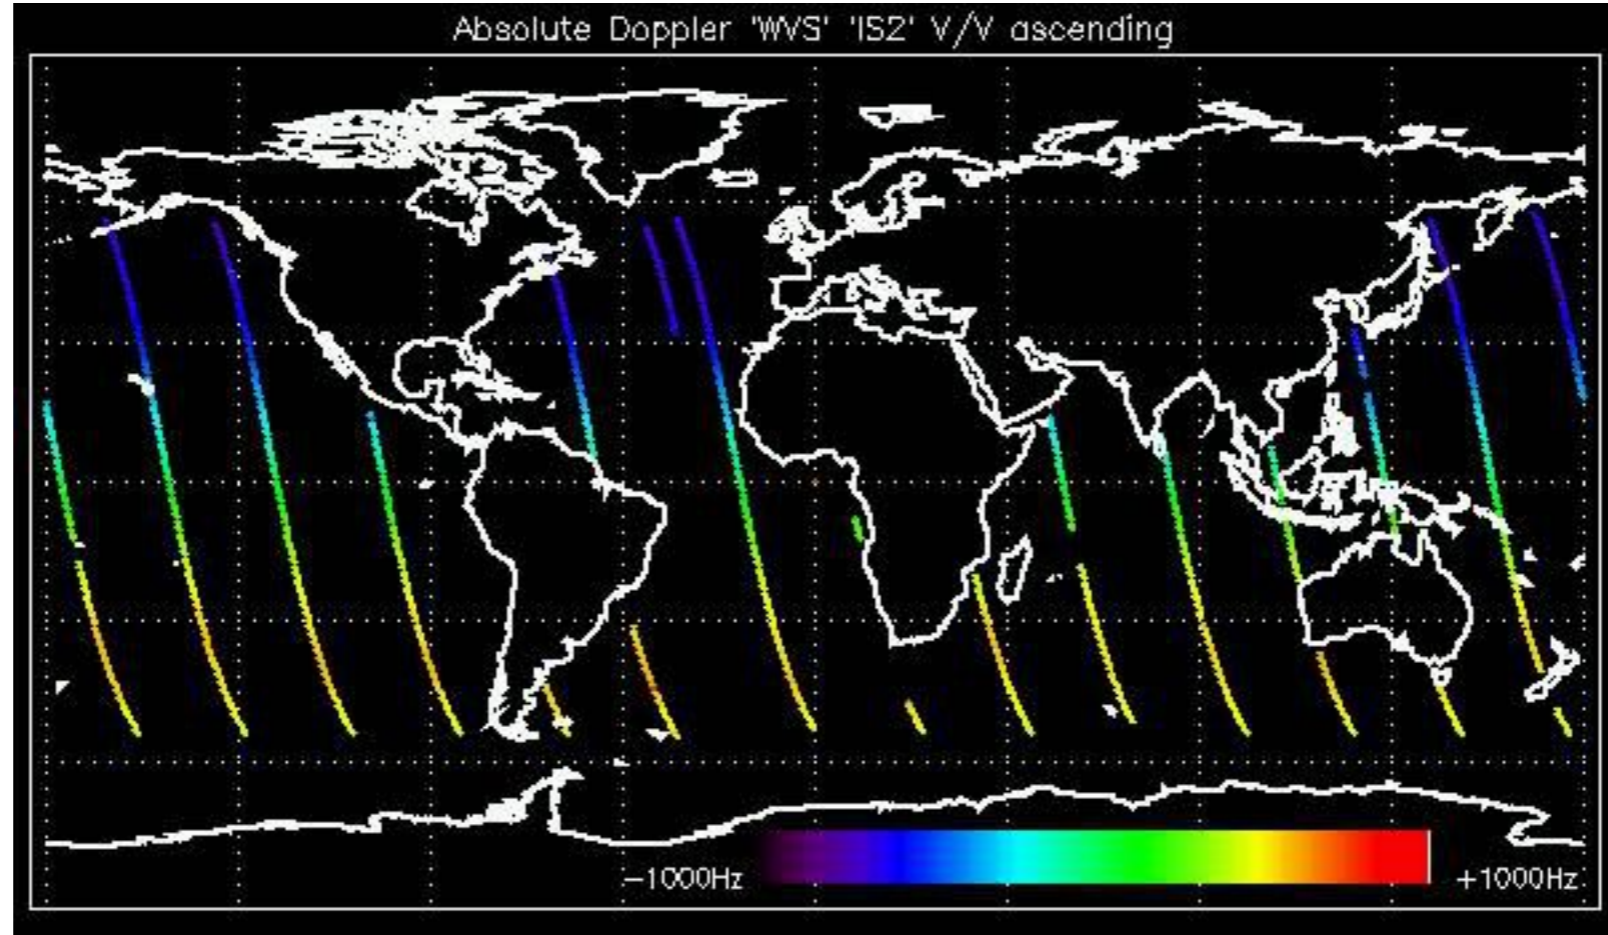 Absolute Doppler 'WVS' 'IS2' V/V ascending
-1000Hz +1000Hz